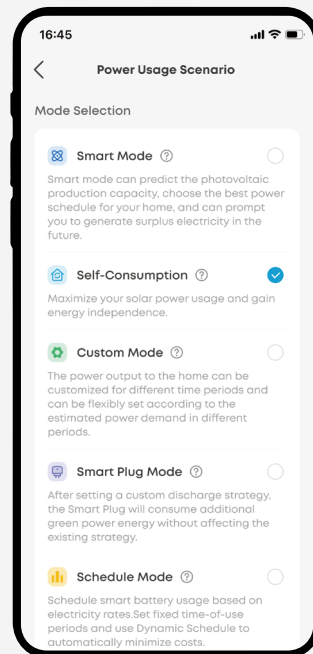 16:45
Power Usage Scenario
Mode Selection
Smart Mode
Smart mode can predict the photovoltaic
production capacity, choose the best power
schedule for your home, and can prompt
you to generate surplus electricity in the
future.
Self-Consumption
Maximize your solar power usage and gain
energy independence.
Custom Mode
The power output to the home can be
customized for different time periods and
can be flexibly set according to the
estimated power demand in different
periods.
Smart Plug Mode
After setting a custom discharge strategy,
the Smart Plug will consume additional
green power energy without affecting the
existing strategy.
Schedule Mode
Schedule smart battery usage based on
electricity rates.Set fixed time-of-use
periods and use Dynamic Schedule to
automatically minimize costs.